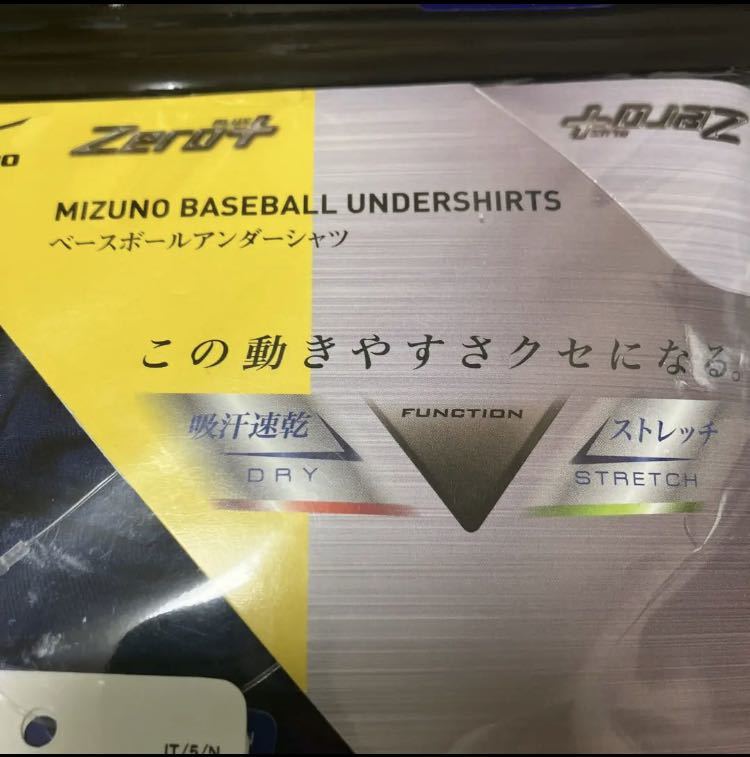 Zero+
PLUS
Zero+
PLUS
MIZUNO BASEBALL UNDERSHIRTS
ベースボールアンダーシャツ
この動きやすさクセになる。
吸汗速乾
DRY
FUNCTION
ストレッチ
STRETCH